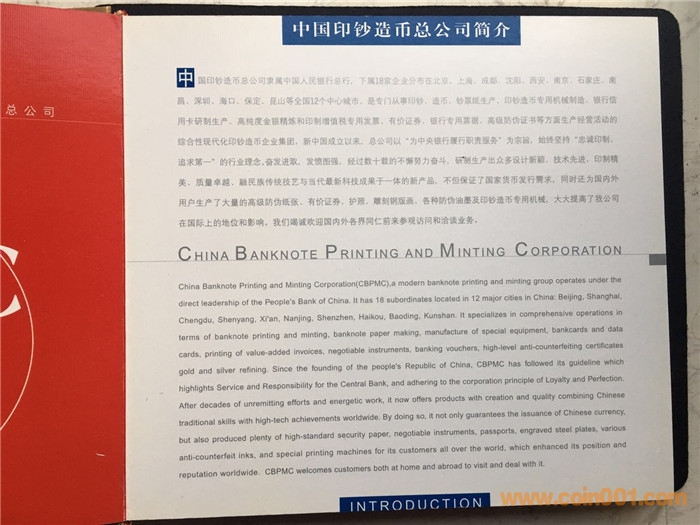 总公司
中国印钞造币总公司简介
中国印钞造币总公司隶属中国人民银行总行，下属18家企业分布在北京、上海、成都、沈阳、西安、南京、石家庄、南
昌、深圳、海口、保定、昆山等全国12个中心城市，是专门从事印钞、造币、钞票纸生产、印钞造币专用机械制造、银行信
用卡研制生产、高纯度金银精炼和印制增值税专用发票、有价证券、银行专用票据、高级防伪证书等方面生产经营活动的
综合性现代化印钞造币企业集团。新中国成立以来，总公司以“为中央银行履行职责服务”为宗旨，始终坚持“忠诚印制，
追求第一”的行业理念，奋发进取，发愤图强。经过数十载的不懈努力奋斗，研制生产出众多设计新颖、技术先进、印制精
美、质量卓越、融民族传统技艺与当代最新科技成果于一体的新产品，不但保证了国家货币发行需求，同时还为国内外
用户生产了大量的高级防伪纸张、有价证券、护照、雕刻钢版画、各种防伪油墨及印钞造币专用机械，大大提高了我公司
在国际上的地位和影响。我们竭诚欢迎国内外各界同仁前来参观访问和洽谈业务。
CHINA BANKNOTE PRINTING AND MINTING CORPORATION
China Banknote Printing and Minting Corporation(CBPMC),a modern banknote printing and minting group operates under the
direct leadership of the People's Bank of China. It has 18 subordinates located in 12 major cities in China: Beijing, Shanghai,
Chengdu, Shenyang, Xi'an, Nanjing, Shenzhen, Haikou, Baoding, Kunshan. It specializes in comprehensive operations in
terms of banknote printing and minting, banknote paper making, manufacture of special equipment, bankcards and data
cards, printing of value-added invoices, negotiable instruments, banking vouchers, high-level anti-counterfeiting certificates
gold and silver refining. Since the founding of the people's Republic of China, CBPMC has followed its guideline which
highlights Service and Responsibility for the Central Bank, and adhering to the corporation principle of Loyalty and Perfection.
After decades of unremitting efforts and energetic work, it now offers products with creation and quality combining Chinese
traditional skills with high-tech achievements worldwide. By doing so, it not only guarantees the issuance of Chinese currency,
but also produced plenty of high-standard security paper, negotiable instruments, passports, engraved steel plates, various
anti-counterfeit inks, and special printing machines for its customers all over the world, which enhanced its position and
reputation worldwide. CBPMC welcomes customers both at home and abroad to visit and deal with it.
INTRODUCTION
www.coin001.com